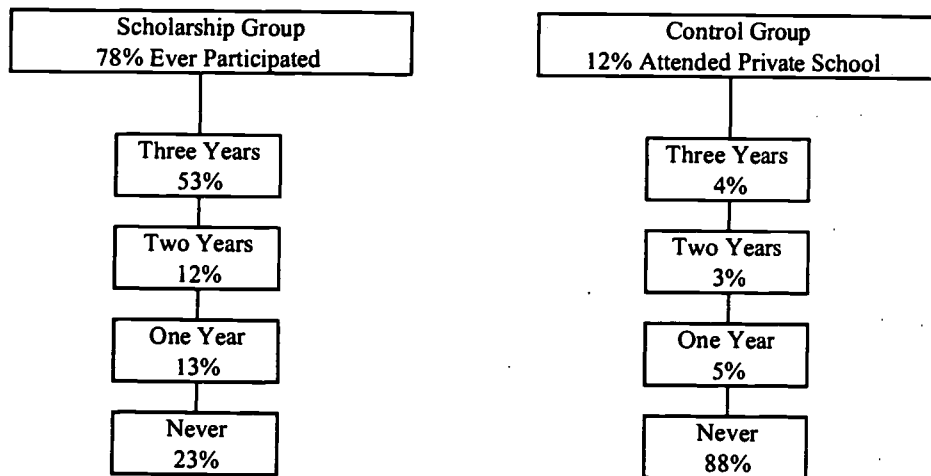 Scholarship Group
78% Ever Participated
Three Years
53%
Two Years
12%
One Year
13%
Never
23%
Control Group
12% Attended Private School
Three Years
4%
Two Years
3%
One Year
5%
Never
88%